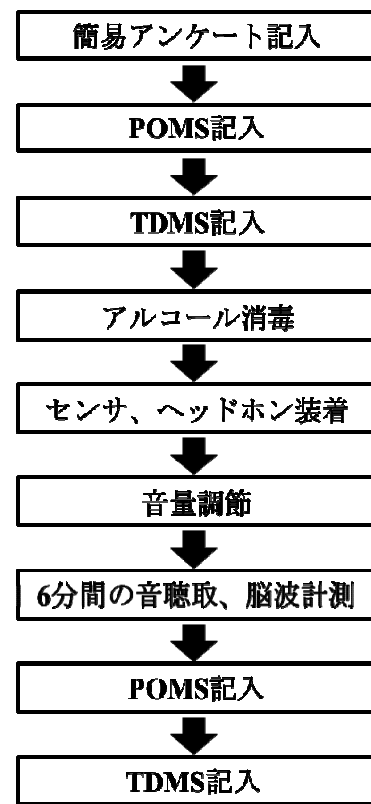 簡易アンケート記入
POMS記入
TDMS記入
アルコール消毒
センサ、ヘッドホン装着
音量調節
6分間の音聴取、脳波計測
POMS記入
TDMS記入